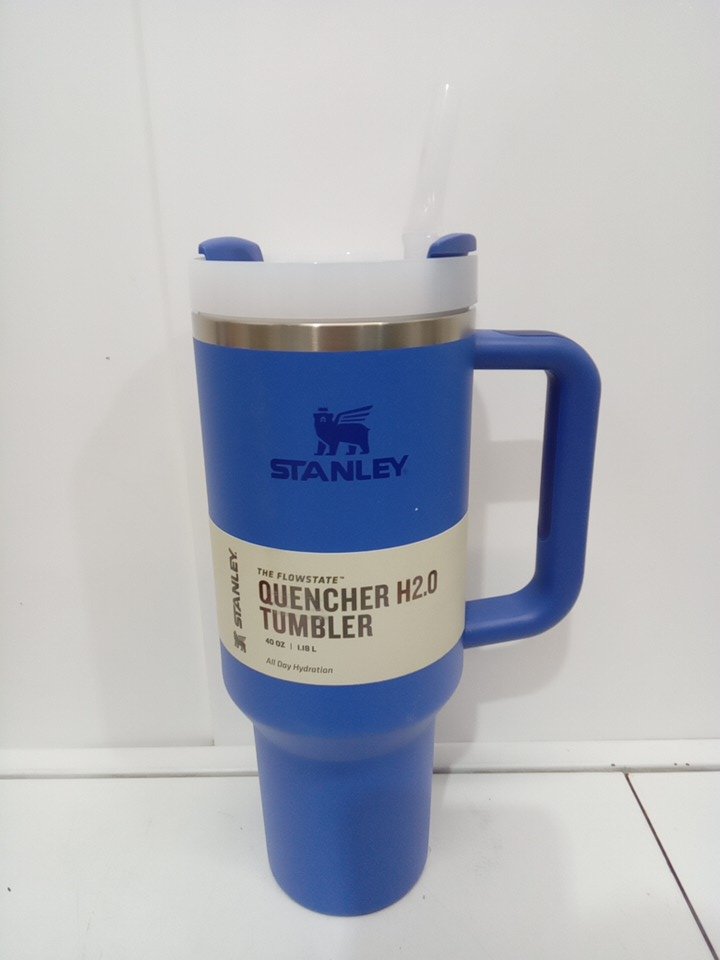 STANLEY
STANLEY.
THE FLOWSTATE™
QUENCHER H2.0
TUMBLER
40 OZ | 1.18 L
All Day Hydration